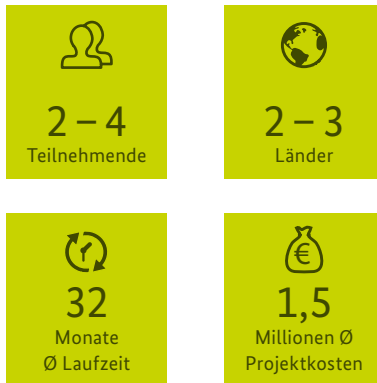 2 – 4
Teilnehmende
2 – 3
Länder
32
Monate
Ø Laufzeit
€
1,5
Millionen Ø
Projektkosten